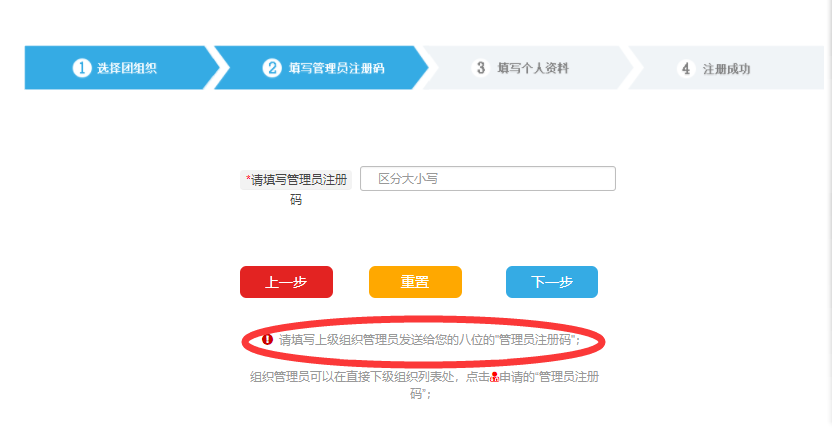 1 选择团组织
2 填写管理员注册码
3 填写个人资料
4 注册成功
*请填写管理员注册
码
区分大小写
上一步
重置
下一步
请填写上级组织管理员发送给您的八位的"管理员注册码";
组织管理员可以在直接下级组织列表处，点击申请的"管理员注册
码";